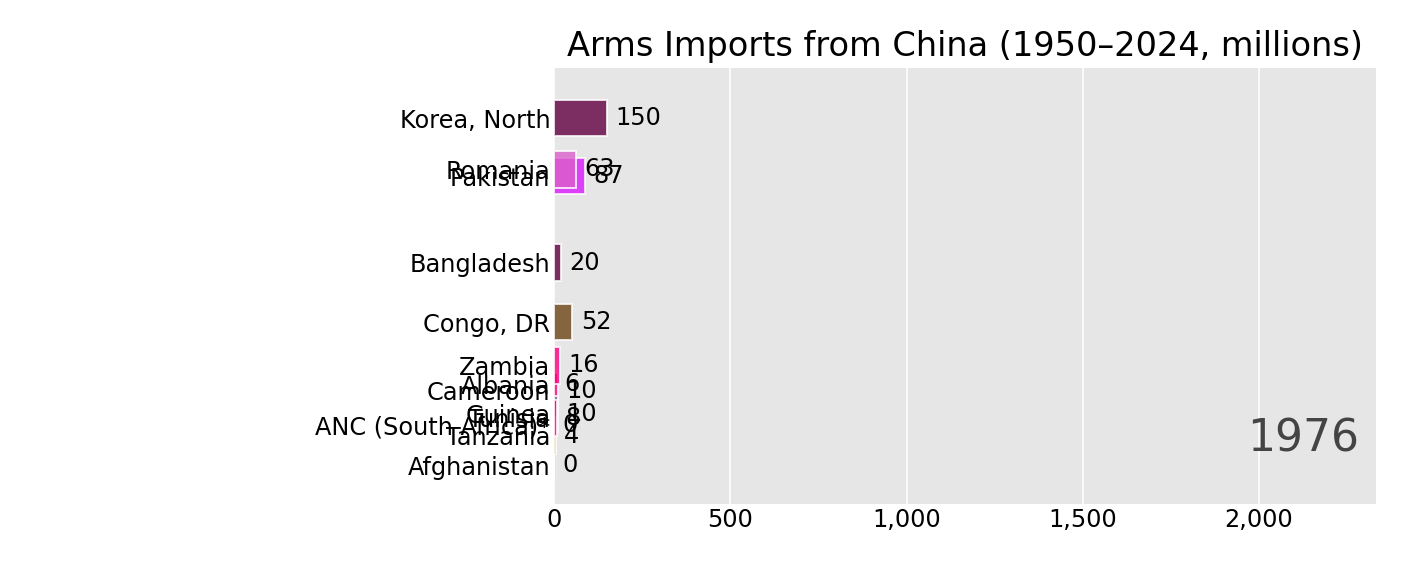 Arms Imports from China (1950–2024, millions)
Korea, North 150
Romania 63
Pakistan 87
Bangladesh 20
Congo, DR 52
Zambia 16
Albania 6
Cameroon 10
Guinea 10
Tunisia 8
ANC (South Africa)* 0
Tanzania 4
Afghanistan 0
1976
0 500 1,000 1,500 2,000